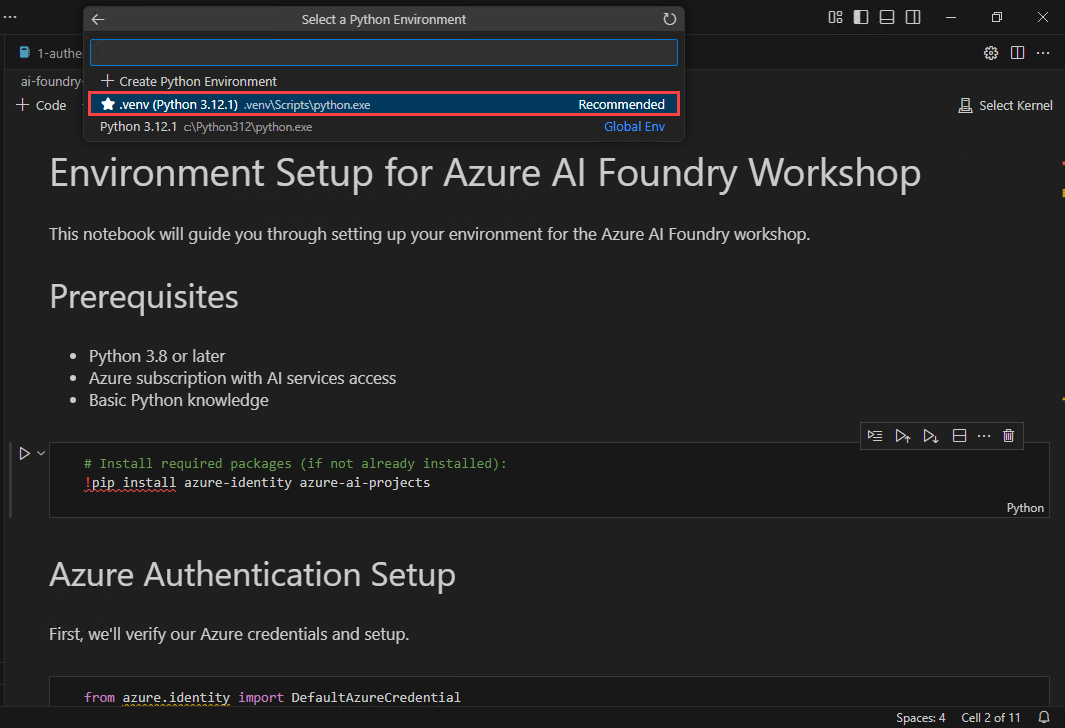 Select a Python Environment
1-authe
Create Python Environment
.venv (Python 3.12.1) .venv\Scripts\python.exe Recommended
Python 3.12.1 c:\Python312\python.exe Global Env
ai-foundry-
Code
Select Kernel
Environment Setup for Azure AI Foundry Workshop
This notebook will guide you through setting up your environment for the Azure AI Foundry workshop.
Prerequisites
Python 3.8 or later
Azure subscription with AI services access
Basic Python knowledge
# Install required packages (if not already installed):
!pip install azure-identity azure-ai-projects
Python
Azure Authentication Setup
First, we'll verify our Azure credentials and setup.
from azure.identity import DefaultAzureCredential
Spaces: 4 Cell 2 of 11